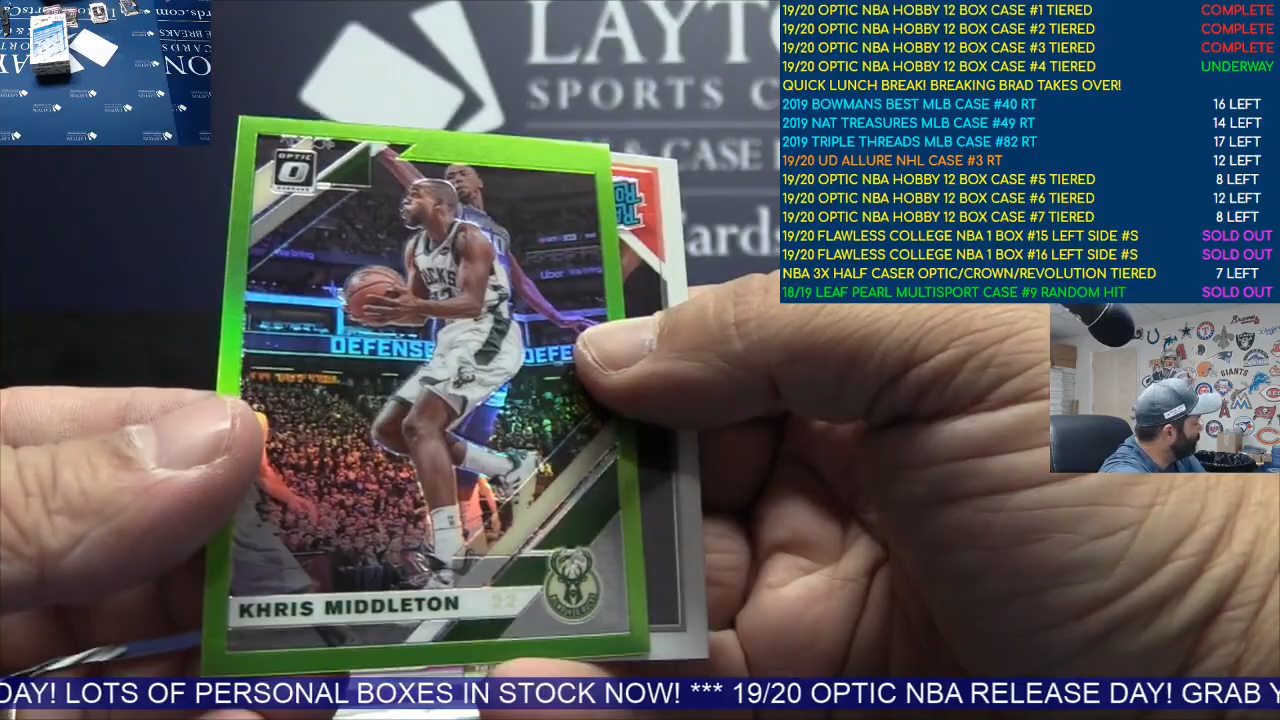 LAYTO
SPORTS C
& CASE
ards
OPTIC
Uber
DEFENSE
DEFE
BUCKS
KHRIS MIDDLETON 22
19/20 OPTIC NBA HOBBY 12 BOX CASE #1 TIERED COMPLETE
19/20 OPTIC NBA HOBBY 12 BOX CASE #2 TIERED COMPLETE
19/20 OPTIC NBA HOBBY 12 BOX CASE #3 TIERED COMPLETE
19/20 OPTIC NBA HOBBY 12 BOX CASE #4 TIERED UNDERWAY
QUICK LUNCH BREAK! BREAKING BRAD TAKES OVER!
2019 BOWMANS BEST MLB CASE #40 RT 16 LEFT
2019 NAT TREASURES MLB CASE #49 RT 14 LEFT
2019 TRIPLE THREADS MLB CASE #82 RT 17 LEFT
19/20 UD ALLURE NHL CASE #3 RT 12 LEFT
19/20 OPTIC NBA HOBBY 12 BOX CASE #5 TIERED 8 LEFT
19/20 OPTIC NBA HOBBY 12 BOX CASE #6 TIERED 12 LEFT
19/20 OPTIC NBA HOBBY 12 BOX CASE #7 TIERED 8 LEFT
19/20 FLAWLESS COLLEGE NBA 1 BOX #15 LEFT SIDE #S SOLD OUT
19/20 FLAWLESS COLLEGE NBA 1 BOX #16 LEFT SIDE #S SOLD OUT
NBA 3X HALF CASER OPTIC/CROWN/REVOLUTION TIERED 7 LEFT
18/19 LEAF PEARL MULTISPORT CASE #9 RANDOM HIT SOLD OUT
Braves
GIANTS
DAY! LOTS OF PERSONAL BOXES IN STOCK NOW! *** 19/20 OPTIC NBA RELEASE DAY! GRAB Y